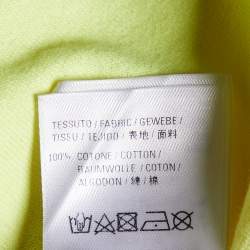 TESSUTO / FABRIC / GEWEBE /
TISSU / TEJIDO / 表地 / 面料
100% COTONE / COTTON /
BAUMWOLLE / COTON /
ALGODON / 綿 / 棉